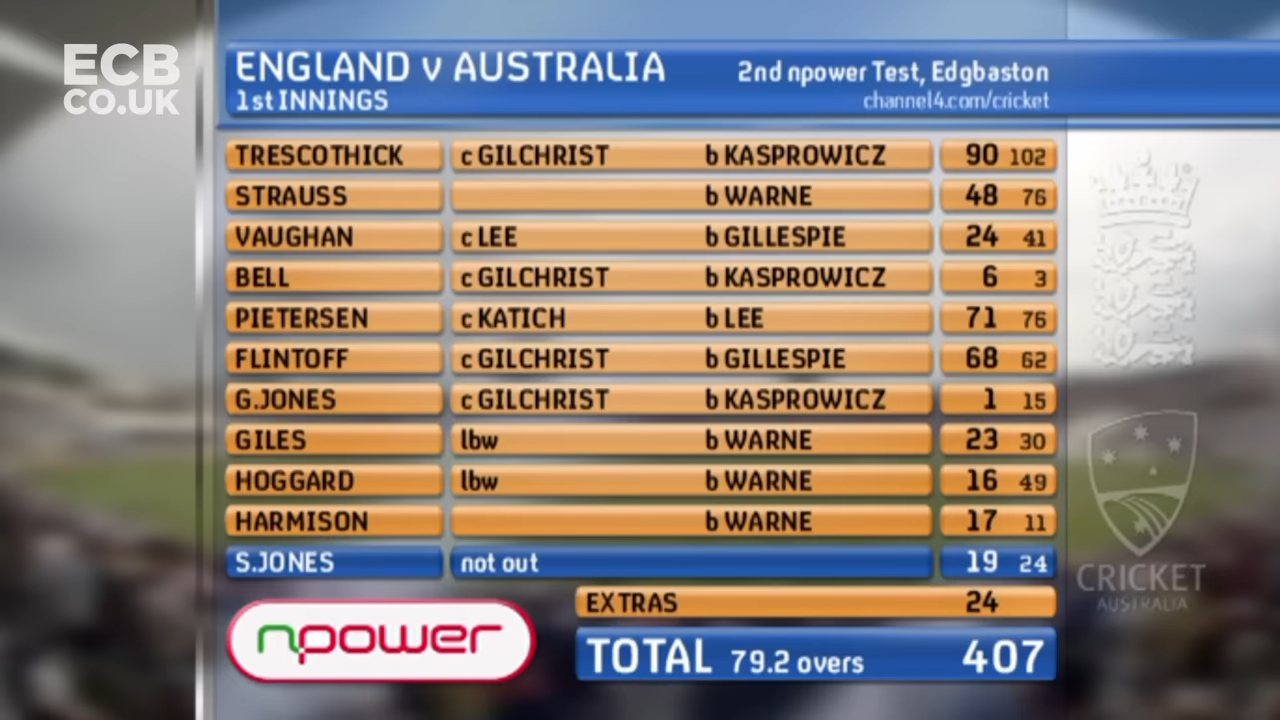 ECB
CO.UK
ENGLAND v AUSTRALIA
2nd npower Test, Edgbaston
1st INNINGS
channel4.com/cricket
TRESCOTHICK c GILCHRIST b KASPROWICZ 90 102
STRAUSS b WARNE 48 76
VAUGHAN c LEE b GILLESPIE 24 41
BELL c GILCHRIST b KASPROWICZ 6 3
PIETERSEN c KATICH b LEE 71 76
FLINTOFF c GILCHRIST b GILLESPIE 68 62
G.JONES c GILCHRIST b KASPROWICZ 1 15
GILES lbw b WARNE 23 30
HOGGARD lbw b WARNE 16 49
HARMISON b WARNE 17 11
S.JONES not out 19 24
EXTRAS 24
TOTAL 79.2 overs 407
npower
CRICKET
AUSTRALIA